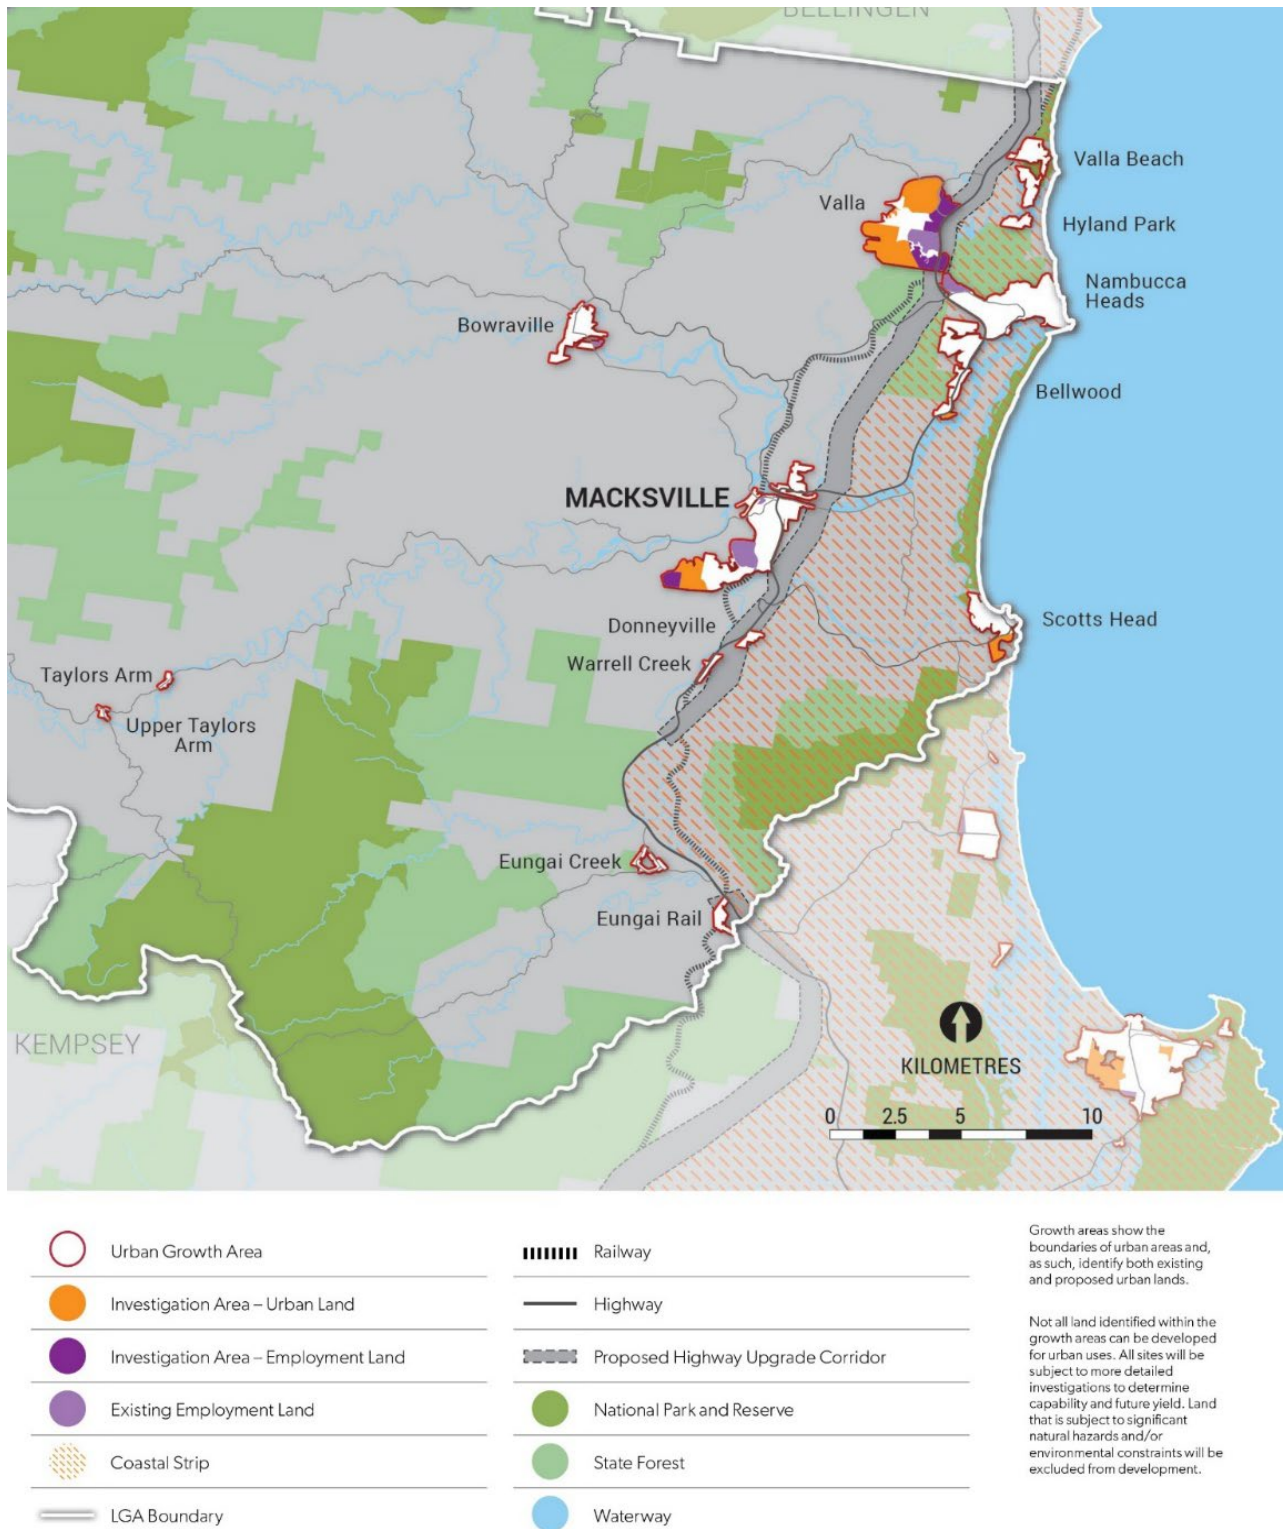 BELLINGEN
Valla Beach
Valla
Hyland Park
Nambucca
Heads
Bowraville
Bellwood
MACKSVILLE
Donneyville
Scotts Head
Warrell Creek
Taylors Arm
Upper Taylors
Arm
Eungai Creek
Eungai Rail
KEMPSEY
KILOMETRES
0 2.5 5 10
Urban Growth Area
Investigation Area – Urban Land
Investigation Area – Employment Land
Existing Employment Land
Coastal Strip
LGA Boundary
Railway
Highway
Proposed Highway Upgrade Corridor
National Park and Reserve
State Forest
Waterway
Growth areas show the
boundaries of urban areas and,
as such, identify both existing
and proposed urban lands.
Not all land identified within the
growth areas can be developed
for urban uses. All sites will be
subject to more detailed
investigations to determine
capability and future yield. Land
that is subject to significant
natural hazards and/or
environmental constraints will be
excluded from development.